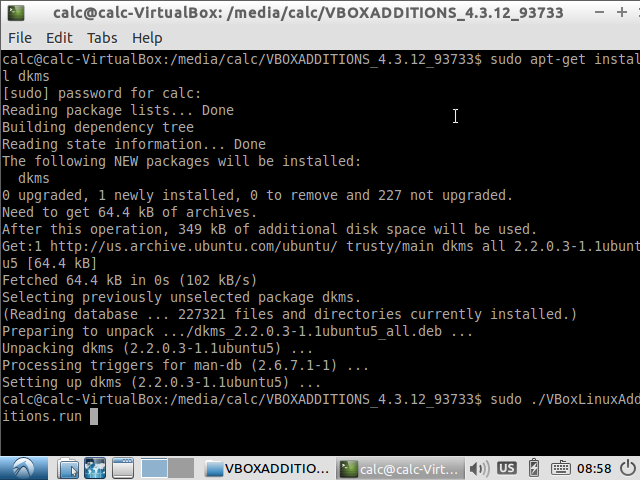 calc@calc-VirtualBox: /media/calc/VBOXADDITIONS_4.3.12_93733
File Edit Tabs Help
calc@calc-VirtualBox:/media/calc/VBOXADDITIONS_4.3.12_93733$ sudo apt-get instal
l dkms
[sudo] password for calc:
Reading package lists... Done
Building dependency tree
Reading state information... Done
The following NEW packages will be installed:
  dkms
0 upgraded, 1 newly installed, 0 to remove and 227 not upgraded.
Need to get 64.4 kB of archives.
After this operation, 349 kB of additional disk space will be used.
Get:1 http://us.archive.ubuntu.com/ubuntu/ trusty/main dkms all 2.2.0.3-1.1ubunt
u5 [64.4 kB]
Fetched 64.4 kB in 0s (102 kB/s)
Selecting previously unselected package dkms.
(Reading database ... 227321 files and directories currently installed.)
Preparing to unpack .../dkms_2.2.0.3-1.1ubuntu5_all.deb ...
Unpacking dkms (2.2.0.3-1.1ubuntu5) ...
Processing triggers for man-db (2.6.7.1-1) ...
Setting up dkms (2.2.0.3-1.1ubuntu5) ...
calc@calc-VirtualBox:/media/calc/VBOXADDITIONS_4.3.12_93733$ sudo ./VBoxLinuxAdd
itions.run
VBOXADDITIO... calc@calc-Virt... US 08:58